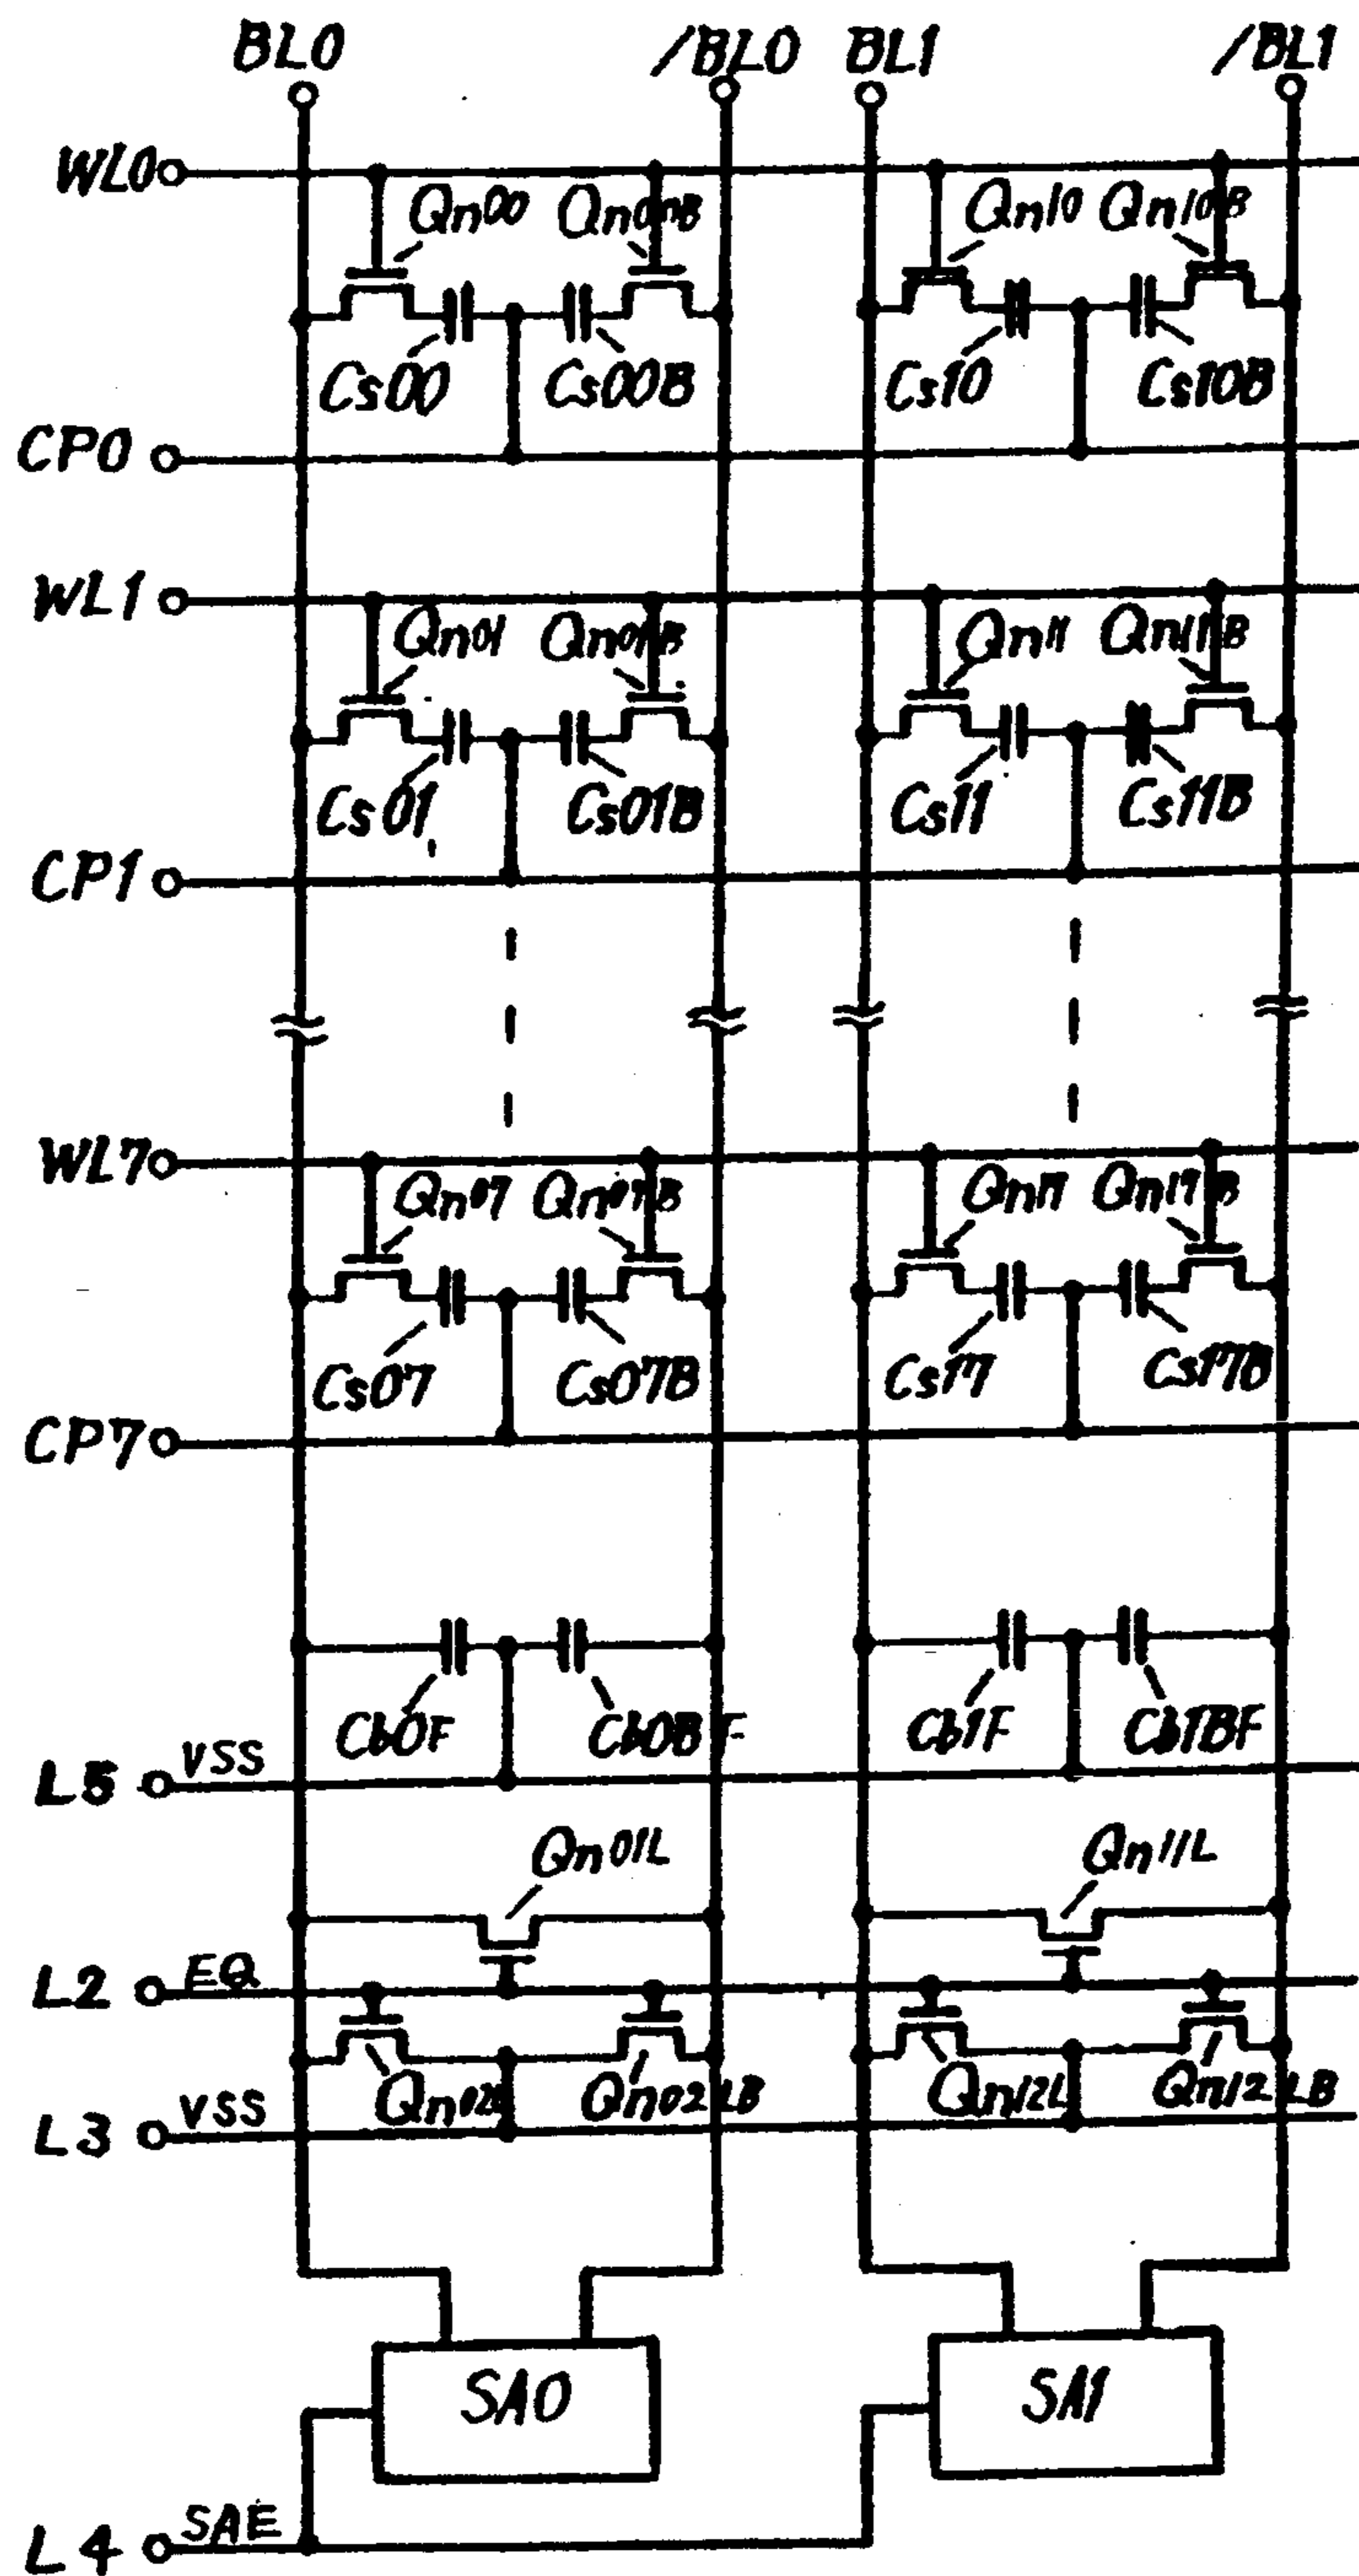 BL0 /BL0 BL1 /BL1
WL0
Qn00 Qn10 Qn10B
Cs00 Cs00B Cs10 Cs10B
CP0
WL1
Qn01 Qn01B Qn11 Qn11B
Cs01 Cs01B Cs11 Cs11B
CP1
WL7
Qn07 Qn07B Qn17 Qn17B
Cs07 Cs07B Cs17 Cs17B
CP7
Cb0F Cb0BF Cb1F Cb1BF
L5 VSS
Qn01L Qn11L
L2 EQ
Qn02L Qn02LB Qn12L Qn12LB
L3 VSS
SA0 SA1
L4 SAE